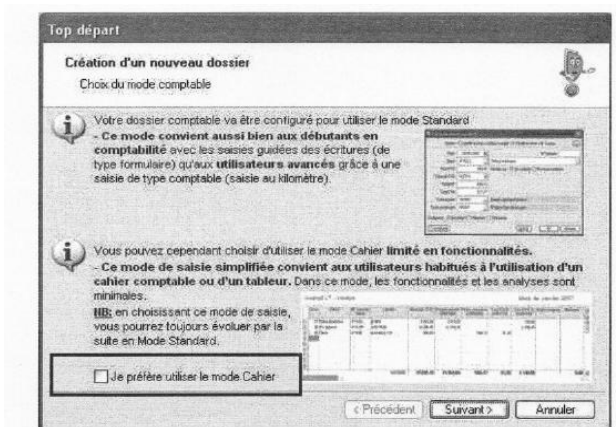 Top départ
Création d'un nouveau dossier
Choix du mode comptable
Votre dossier comptable va être configuré pour utiliser le mode Standard
- Ce mode convient aussi bien aux débutants en
comptabilité avec les saisies guidées des écritures (de
type formulaire) qu'aux utilisateurs avancés grâce à une
saisie de type comptable (saisie au kilomètre).
Vous pouvez cependant choisir d'utiliser le mode Cahier limité en fonctionnalités.
- Ce mode de saisie simplifiée convient aux utilisateurs habitués à l'utilisation d'un
cahier comptable ou d'un tableur. Dans ce mode, les fonctionnalités et les analyses sont
minimales.
NB: en choisissant ce mode de saisie,
vous pourrez toujours évoluer par la
suite en Mode Standard.
Je préfère utiliser le mode Cahier
< Précédent
Suivant >
Annuler